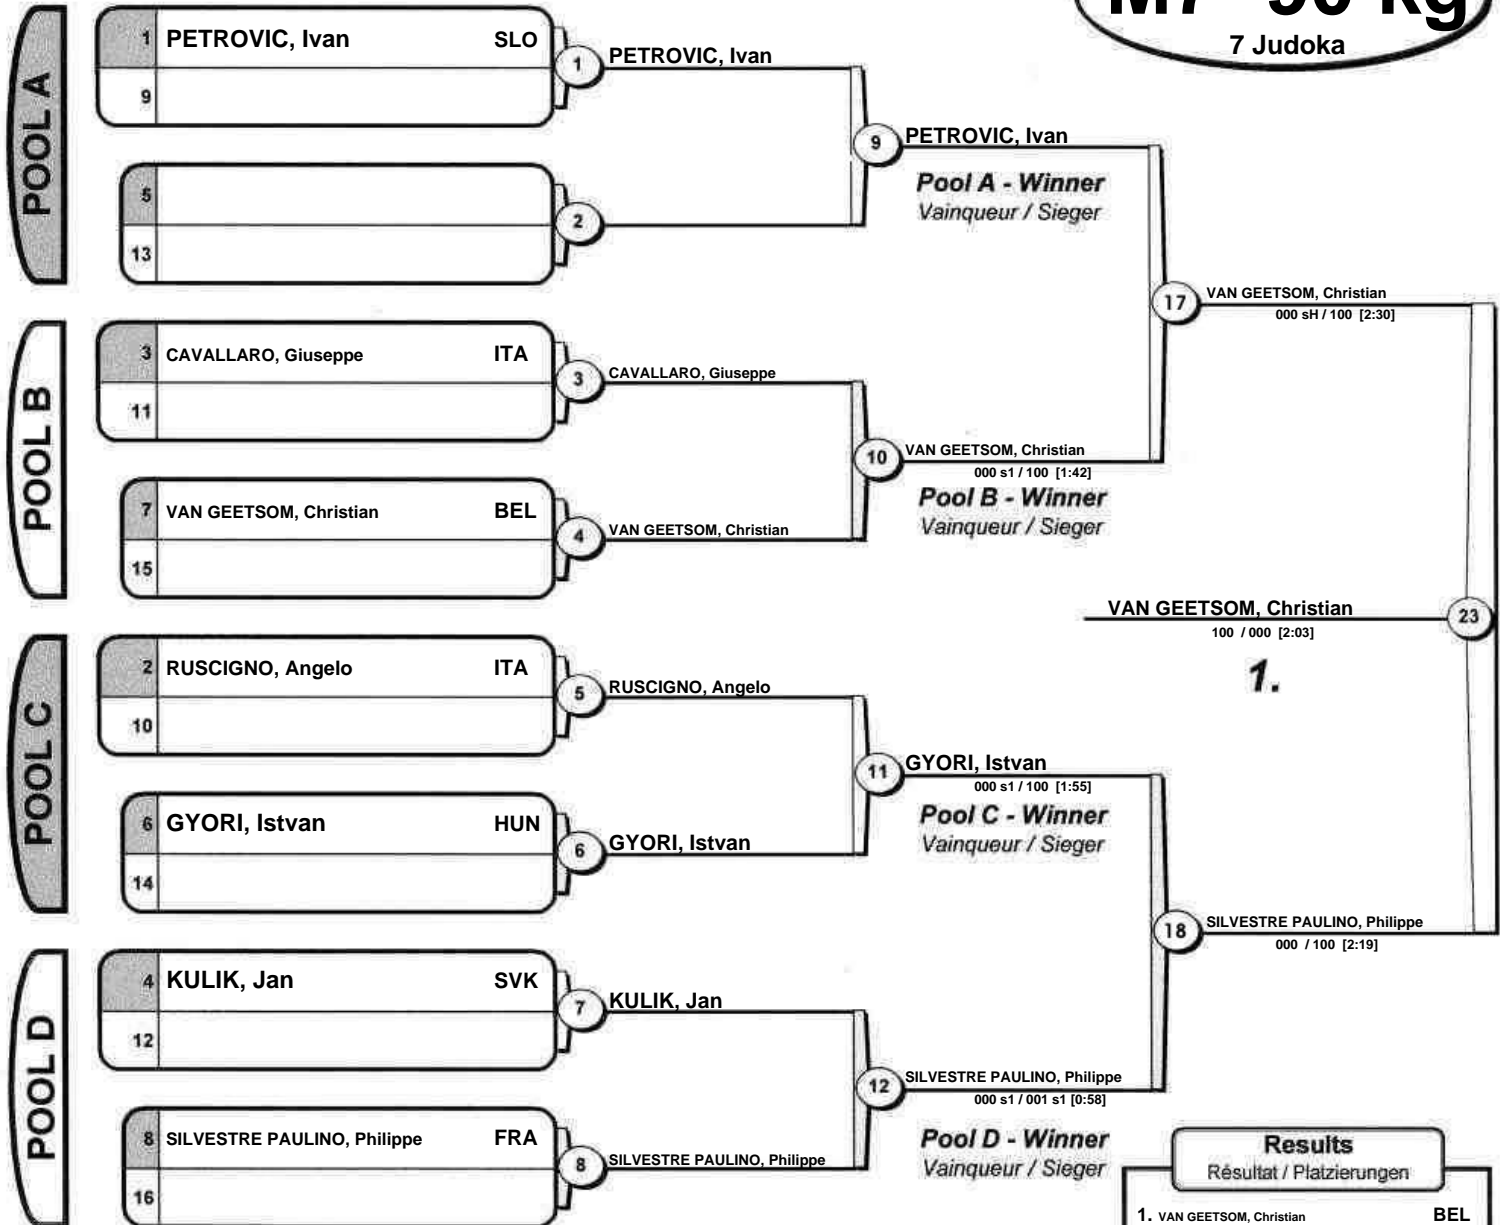 M7 -90 kg
7 Judoka
POOL A
1 PETROVIC, Ivan SLO
9
1 PETROVIC, Ivan
5
13
2
9 PETROVIC, Ivan
Pool A - Winner
Vainqueur / Sieger
POOL B
3 CAVALLARO, Giuseppe ITA
11
3 CAVALLARO, Giuseppe
7 VAN GEETSOM, Christian BEL
15
4 VAN GEETSOM, Christian
10 VAN GEETSOM, Christian
000 s1 / 100 [1:42]
Pool B - Winner
Vainqueur / Sieger
17 VAN GEETSOM, Christian
000 sH / 100 [2:30]
VAN GEETSOM, Christian
100 / 000 [2:03]
23
1.
POOL C
2 RUSCIGNO, Angelo ITA
10
5 RUSCIGNO, Angelo
6 GYORI, Istvan HUN
14
6 GYORI, Istvan
11 GYORI, Istvan
000 s1 / 100 [1:55]
Pool C - Winner
Vainqueur / Sieger
18 SILVESTRE PAULINO, Philippe
000 / 100 [2:19]
POOL D
4 KULIK, Jan SVK
12
7 KULIK, Jan
8 SILVESTRE PAULINO, Philippe FRA
16
8 SILVESTRE PAULINO, Philippe
12 SILVESTRE PAULINO, Philippe
000 s1 / 001 s1 [0:58]
Pool D - Winner
Vainqueur / Sieger
Results
Résultat / Platzierungen
1. VAN GEETSOM, Christian BEL